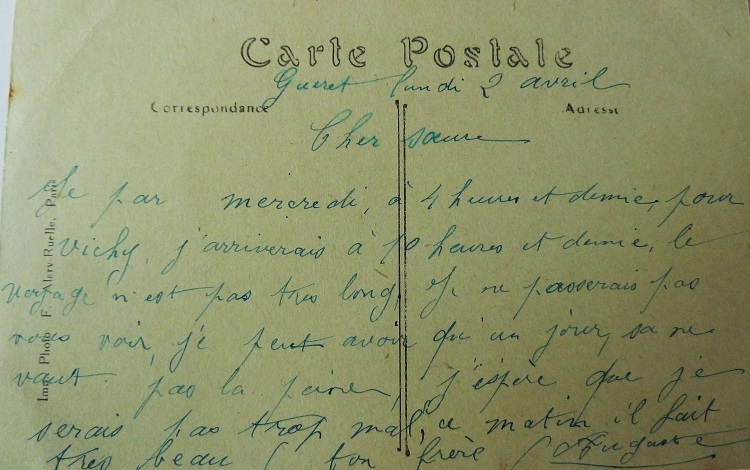 Carte Postale
Gueret lundi 2 avril
Correspondance
Adresse
Cher sœure
Je par mercredi, à 4 heures et demie, pour
Vichy, j'arriverais à 10 heures et demie, le
voyage n'est pas tres long, Je ne passerais pas
vous voir, je peut avoir qu'un jour, sa ne
vaut pas la peine, j'éspère que je
serais pas trop mal, ce matin il fait
tres beau ton frère Auguste
Imp. Photo F. Ruelle, Paris